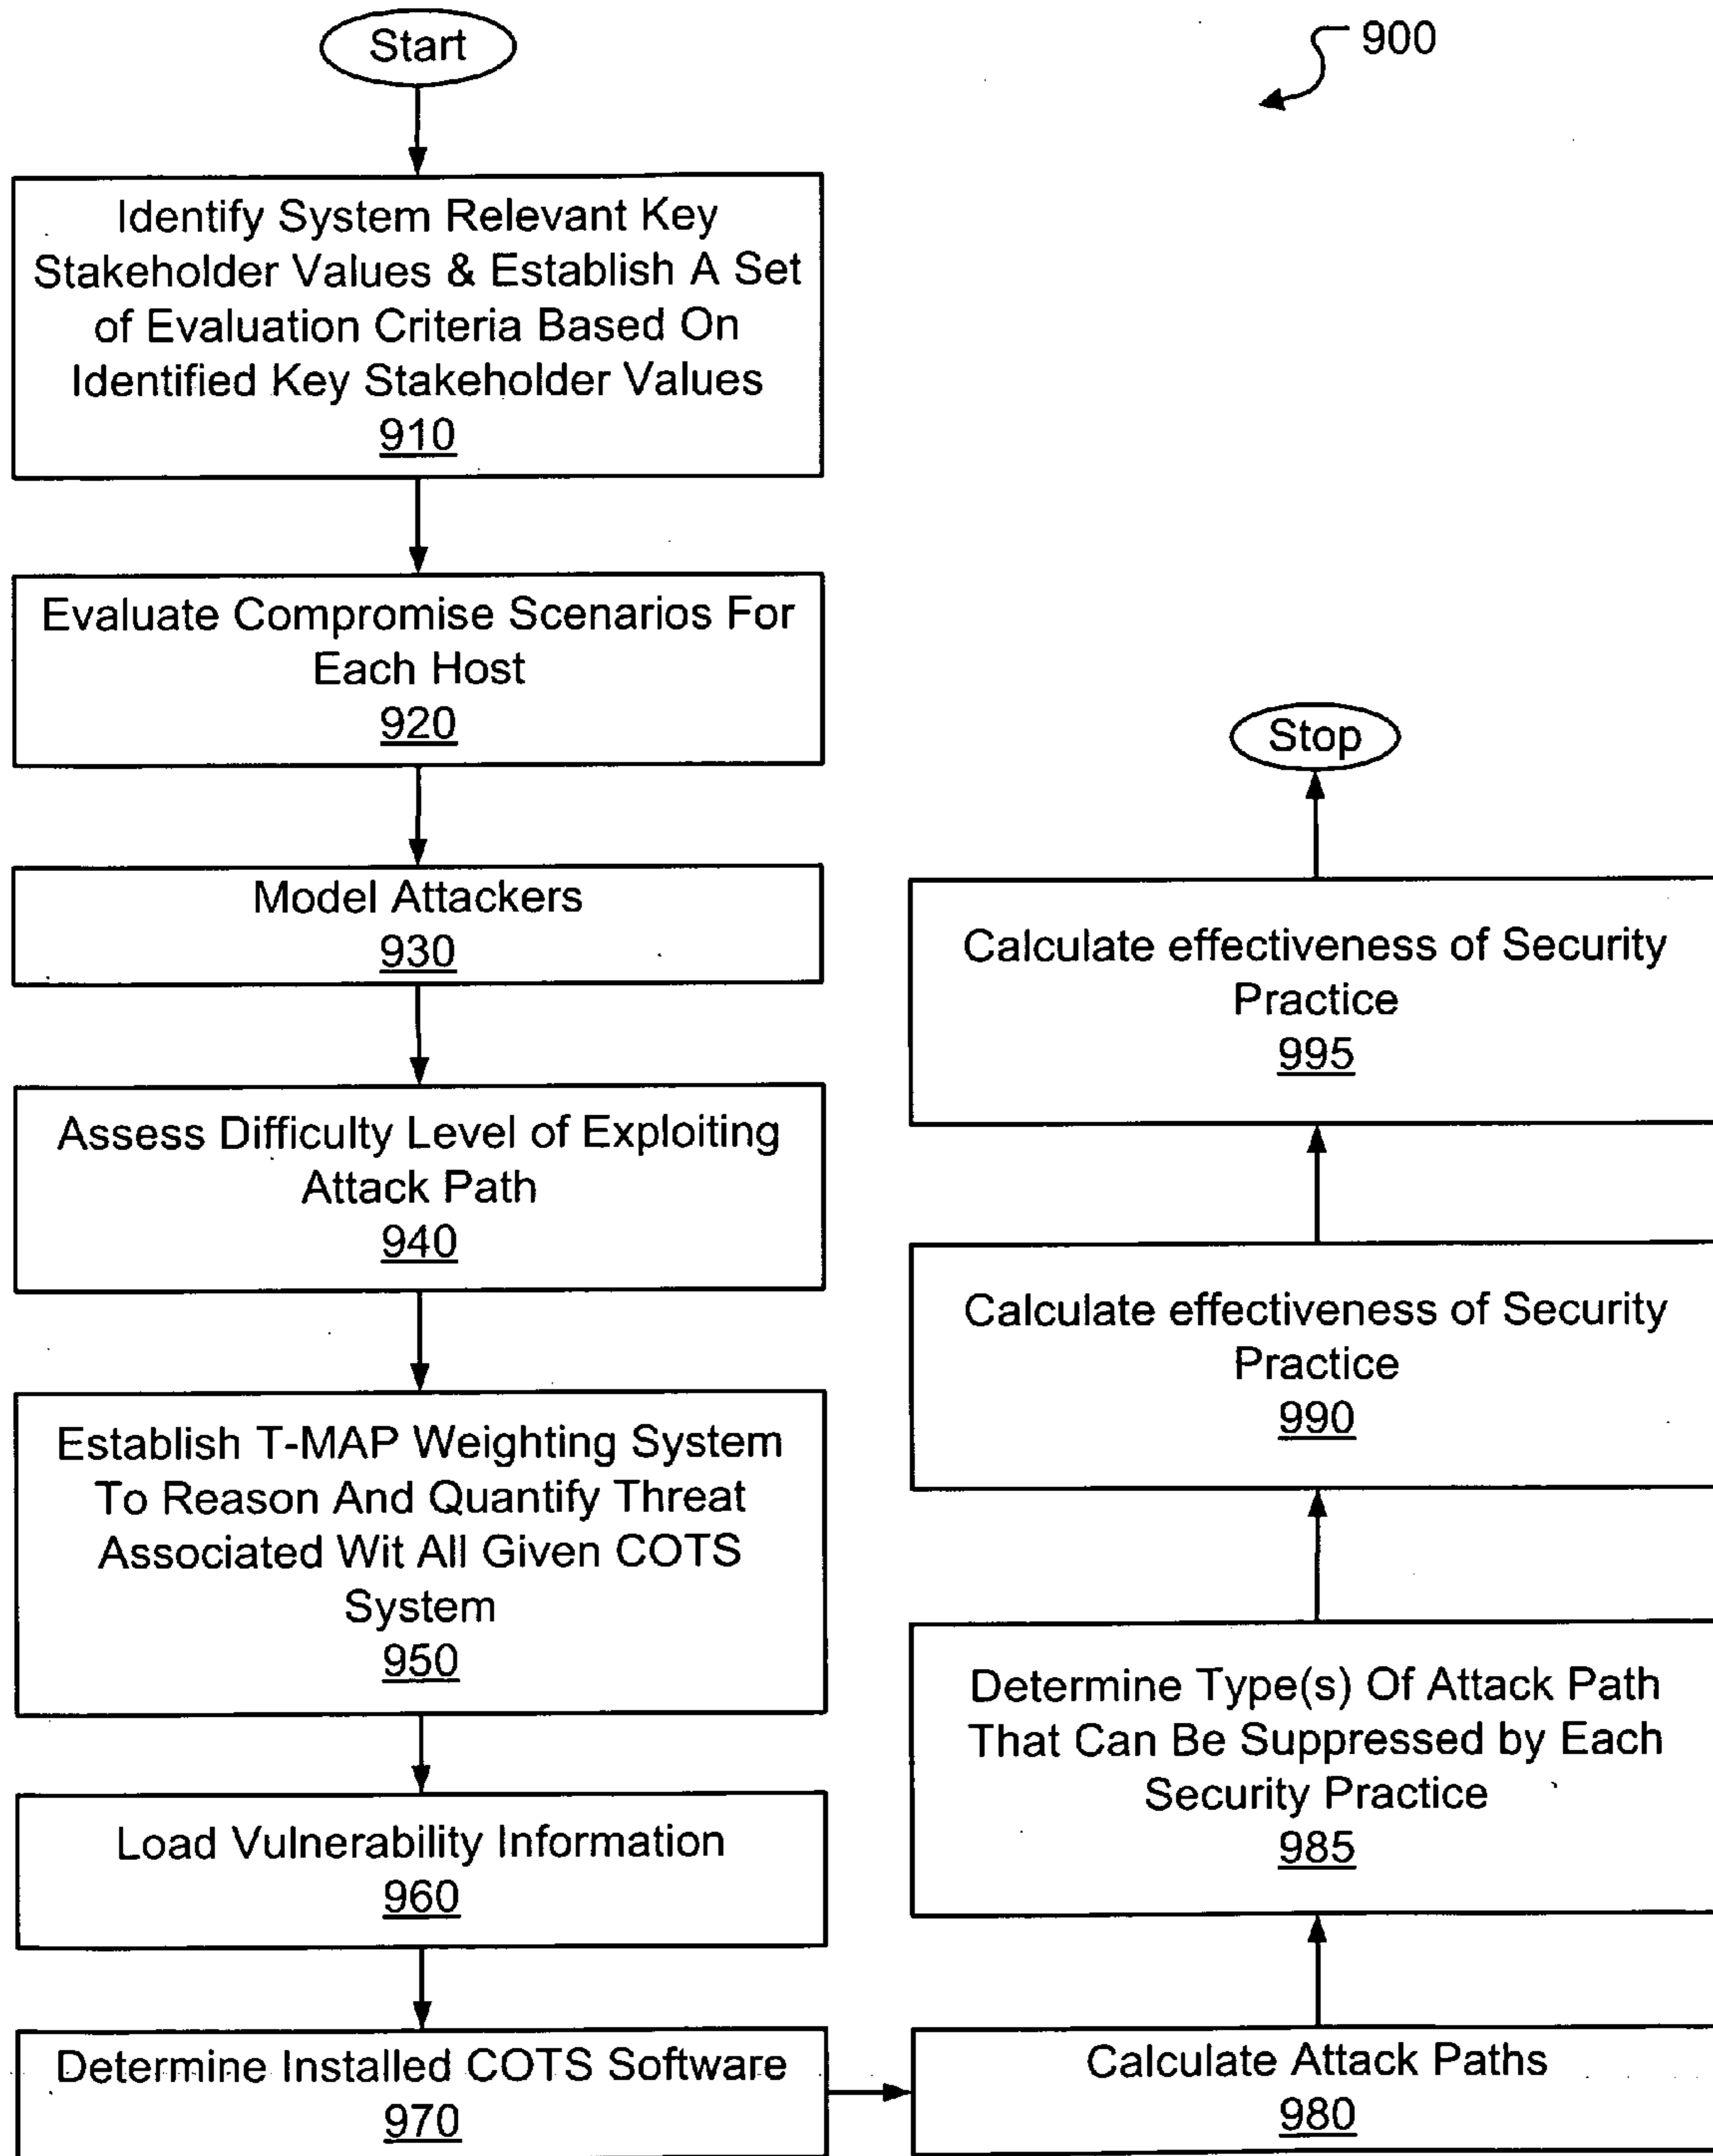 Start
900
Identify System Relevant Key
Stakeholder Values & Establish A Set
of Evaluation Criteria Based On
Identified Key Stakeholder Values
910
Evaluate Compromise Scenarios For
Each Host
920
Model Attackers
930
Assess Difficulty Level of Exploiting
Attack Path
940
Establish T-MAP Weighting System
To Reason And Quantify Threat
Associated Wit All Given COTS
System
950
Load Vulnerability Information
960
Determine Installed COTS Software
970
Calculate Attack Paths
980
Determine Type(s) Of Attack Path
That Can Be Suppressed by Each
Security Practice
985
Calculate effectiveness of Security
Practice
990
Calculate effectiveness of Security
Practice
995
Stop